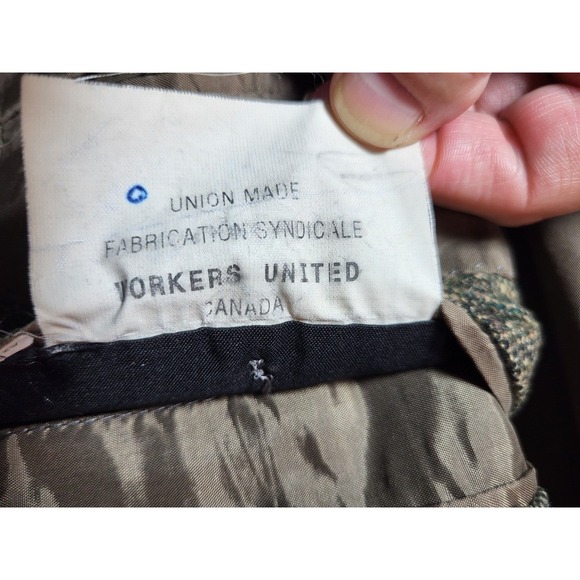 UNION MADE
FABRICATION SYNDICALE
WORKERS UNITED
CANADA